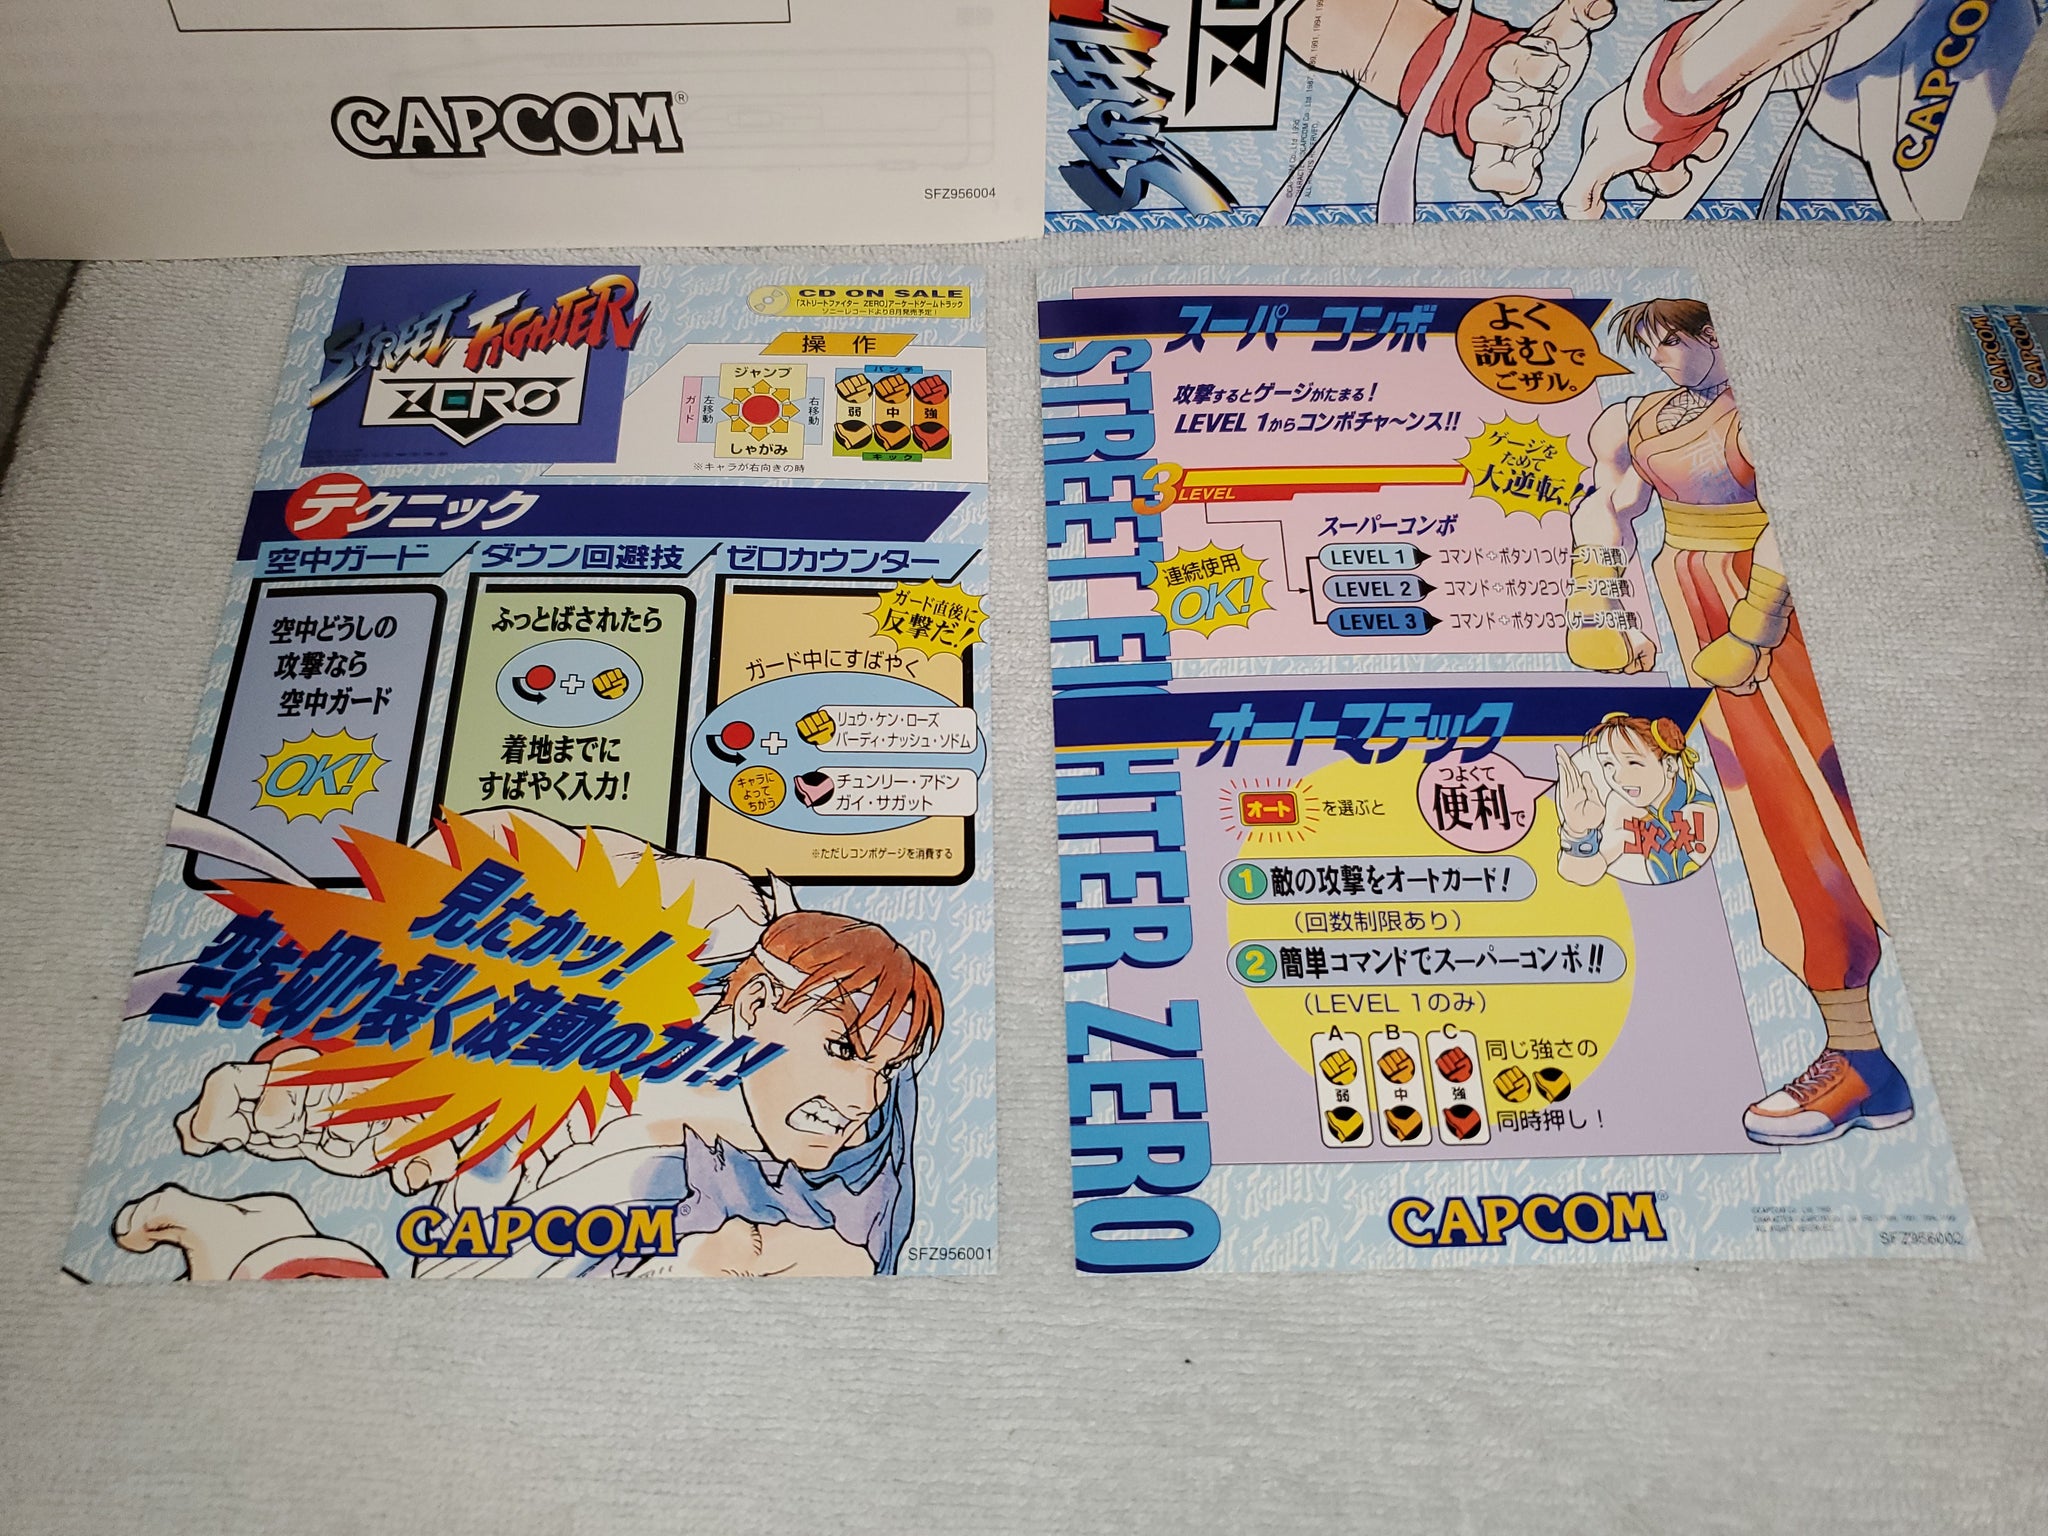 CAPCOM®
SFZ956004
STREET
ZERO
CAPCOM
ALL RIGHTS RESERVED.
CAPCOM
CAPCOM
STREET FIGHTER
ZERO
CD ON SALE
「ストリートファイター ZERO」アーケードゲームトラック
ソニーレコードより8月発売予定!
操作
ガード
左移動
ジャンプ
しゃがみ
右移動
パンチ
弱 中 強
キック
※キャラが右向きの時
テクニック
空中ガード
空中どうしの
攻撃なら
空中ガード
OK!
ダウン回避技
ふっとばされたら
+
着地までに
すばやく入力!
ゼロカウンター
ガード直後に
反撃だ!
ガード中にすばやく
+
リュウ・ケン・ローズ
バーディ・ナッシュ・ソドム
キャラに
よって
ちがう
チュンリー・アドン
ガイ・サガット
※ただしコンボゲージを消費する
見たかッ!
空を切り裂く波動の力!!
CAPCOM®
SFZ956001
STREET FIGHTER ZERO
スーパーコンボ
よく
読むで
ござル。
攻撃するとゲージがたまる!
LEVEL 1からコンボチャ〜ンス!!
ゲージを
ためて
大逆転!!
3 LEVEL
スーパーコンボ
連続使用
OK!
LEVEL 1 コマンド+ボタン1つ(ゲージ1消費)
LEVEL 2 コマンド+ボタン2つ(ゲージ2消費)
LEVEL 3 コマンド+ボタン3つ(ゲージ3消費)
オートマチック
オート を選ぶと
つよくて
便利で
ゴメンネ!
1 敵の攻撃をオートガード!
(回数制限あり)
2 簡単コマンドでスーパーコンボ!!
(LEVEL 1のみ)
A B C
弱 中 強
同じ強さの
同時押し!
CAPCOM®
ALL RIGHTS RESERVED.
SFZ956002